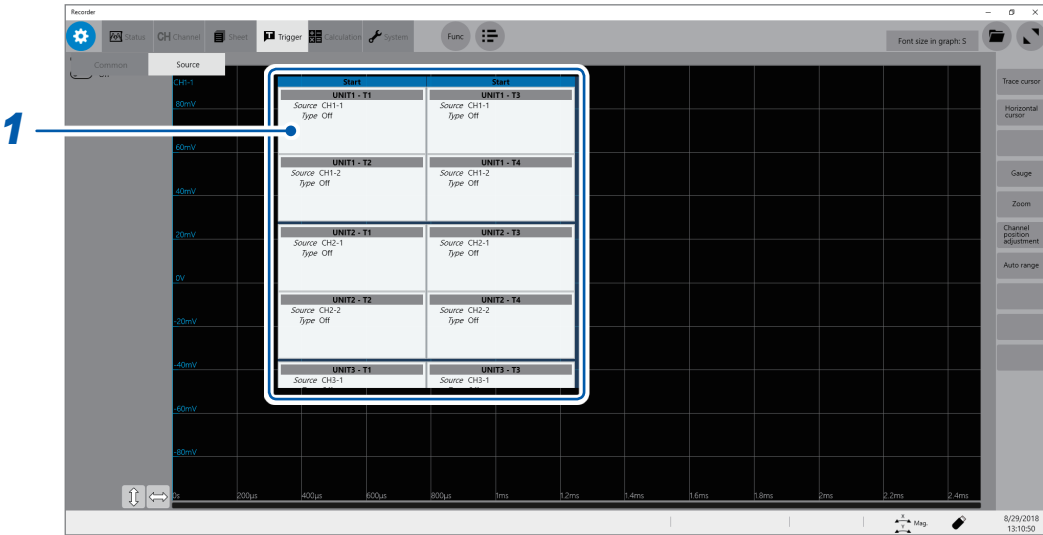 Recorder
Status CH Channel Sheet Trigger Calculation System Func Font size in graph: S
Common Source
CH1-1
80mV
60mV
40mV
20mV
0V
-20mV
-40mV
-60mV
-80mV
1
Start Start
UNIT1 - T1 UNIT1 - T3
Source CH1-1 Source CH1-1
Type Off Type Off
UNIT1 - T2 UNIT1 - T4
Source CH1-2 Source CH1-2
Type Off Type Off
UNIT2 - T1 UNIT2 - T3
Source CH2-1 Source CH2-1
Type Off Type Off
UNIT2 - T2 UNIT2 - T4
Source CH2-2 Source CH2-2
Type Off Type Off
UNIT3 - T1 UNIT3 - T3
Source CH3-1 Source CH3-1
Trace cursor
Horizontal
cursor
Gauge
Zoom
Channel
position
adjustment
Auto range
0s 200µs 400µs 600µs 800µs 1ms 1.2ms 1.4ms 1.6ms 1.8ms 2ms 2.2ms 2.4ms
X
Y
Mag.
8/29/2018
13:10:50